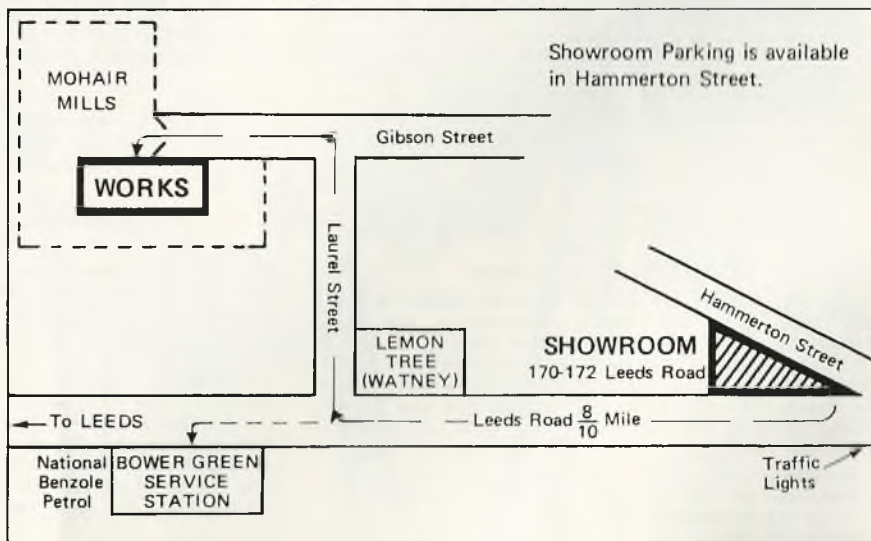 MOHAIR
MILLS
Showroom Parking is available
in Hammerton Street.
Gibson Street
WORKS
Laurel Street
Hammerton Street
LEMON
TREE
(WATNEY)
SHOWROOM
170-172 Leeds Road
To LEEDS
Leeds Road 8/10 Mile
National
Benzole
Petrol
BOWER GREEN
SERVICE
STATION
Traffic
Lights